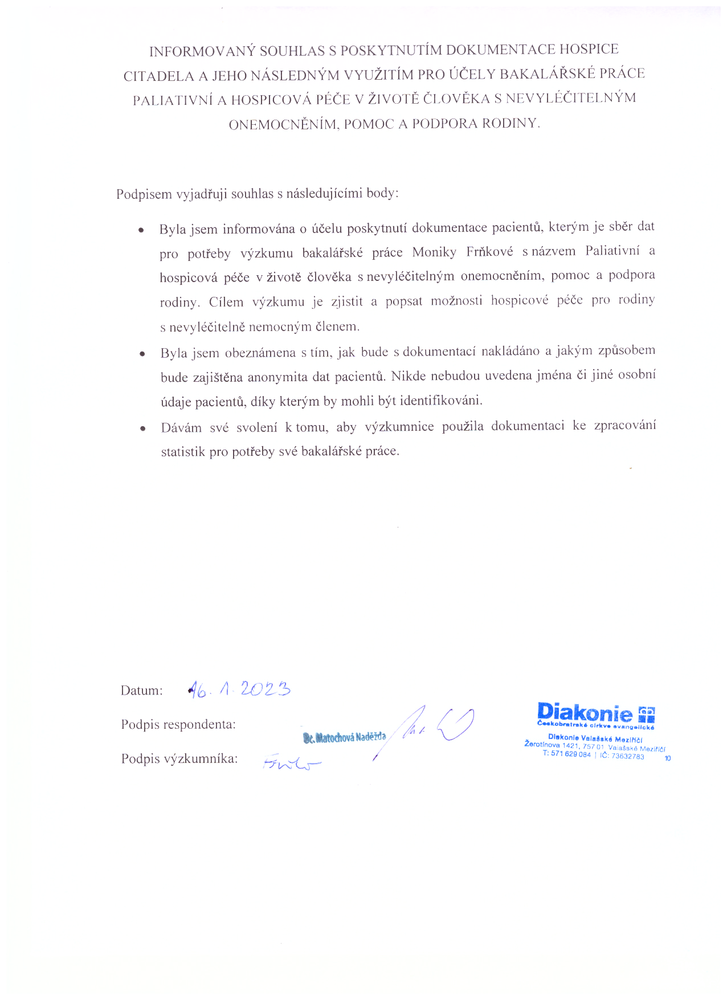 INFORMOVANÝ SOUHLAS S POSKYTNUTÍM DOKUMENTACE HOSPICE
CITADELA A JEHO NÁSLEDNÝM VYUŽITÍM PRO ÚČELY BAKALÁŘSKÉ PRÁCE
PALIATIVNÍ A HOSPICOVÁ PÉČE V ŽIVOTĚ ČLOVĚKA S NEVYLÉČITELNÝM
ONEMOCNĚNÍM, POMOC A PODPORA RODINY.
Podpisem vyjadřuji souhlas s následujícími body:
• Byla jsem informována o účelu poskytnutí dokumentace pacientů, kterým je sběr dat
pro potřeby výzkumu bakalářské práce Moniky Frňkové s názvem Paliativní a
hospicová péče v životě člověka s nevyléčitelným onemocněním, pomoc a podpora
rodiny. Cílem výzkumu je zjistit a popsat možnosti hospicové péče pro rodiny
s nevyléčitelně nemocným členem.
• Byla jsem obeznámena s tím, jak bude s dokumentací nakládáno a jakým způsobem
bude zajištěna anonymita dat pacientů. Nikde nebudou uvedena jména či jiné osobní
údaje pacientů, díky kterým by mohli být identifikováni.
• Dávám své svolení k tomu, aby výzkumnice použila dokumentaci ke zpracování
statistik pro potřeby své bakalářské práce.
Datum: 16. 1. 2023
Podpis respondenta:
Bc. Matochová Naděžda
Podpis výzkumníka:
Diakonie
Českobratrské církve evangelické
Diakonie Valašské Meziříčí
Žerotínova 1421, 757 01 Valašské Meziříčí
T: 571 629 084 | IČ: 73632783 10